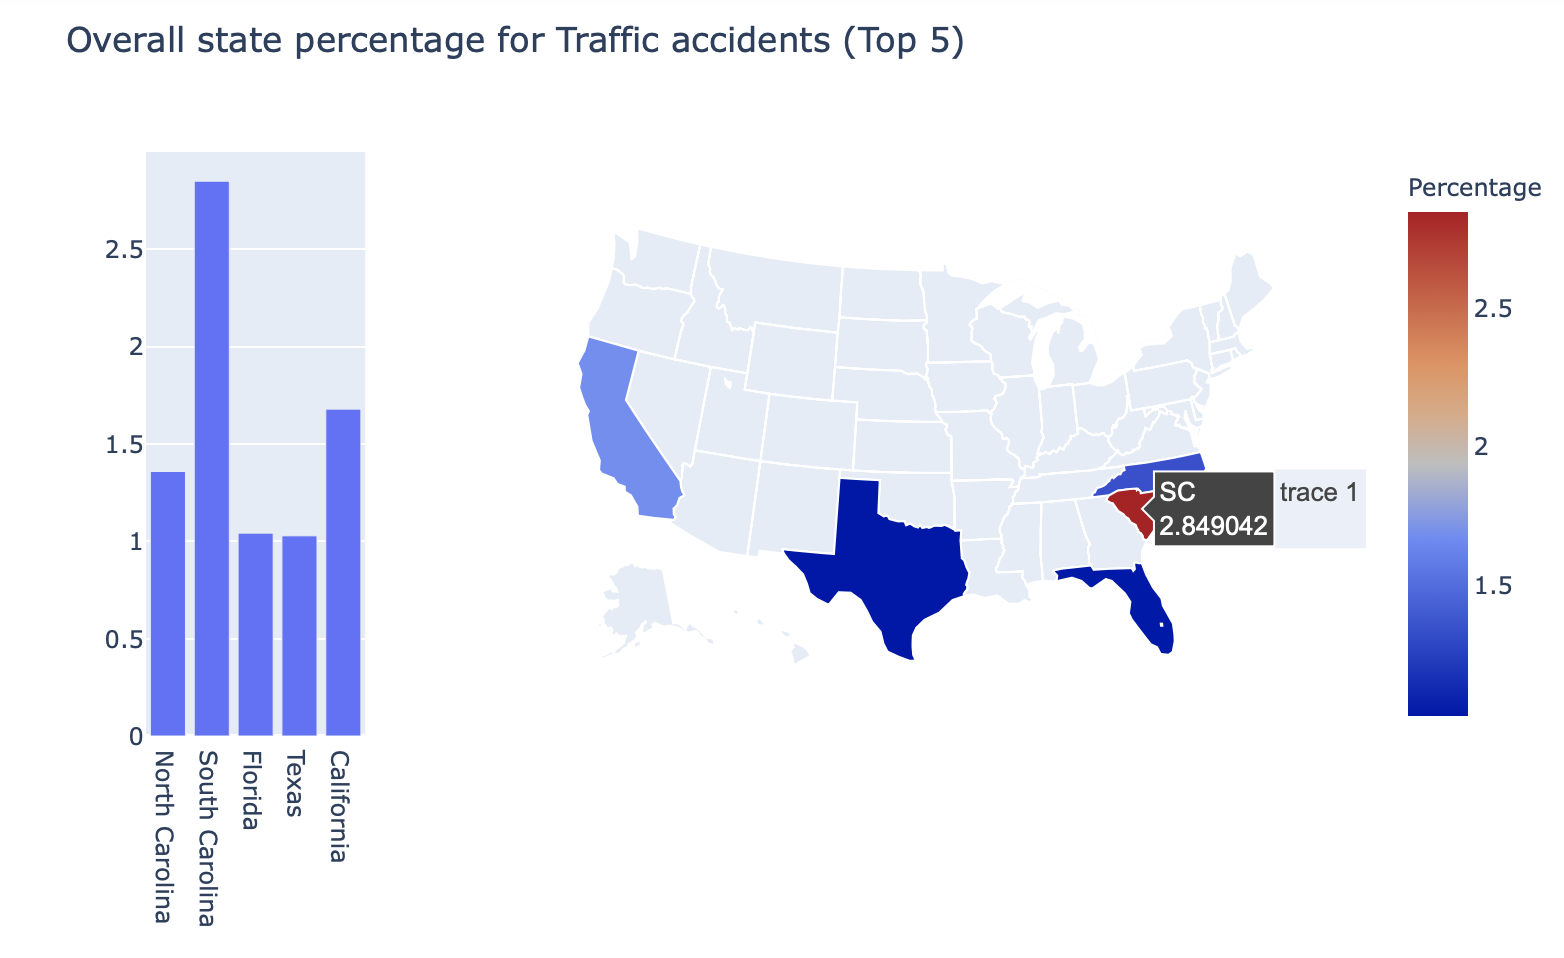 Overall state percentage for Traffic accidents (Top 5)
2.5
2
1.5
1
0.5
0
North Carolina
South Carolina
Florida
Texas
California
SC
2.849042
trace 1
Percentage
2.5
2
1.5